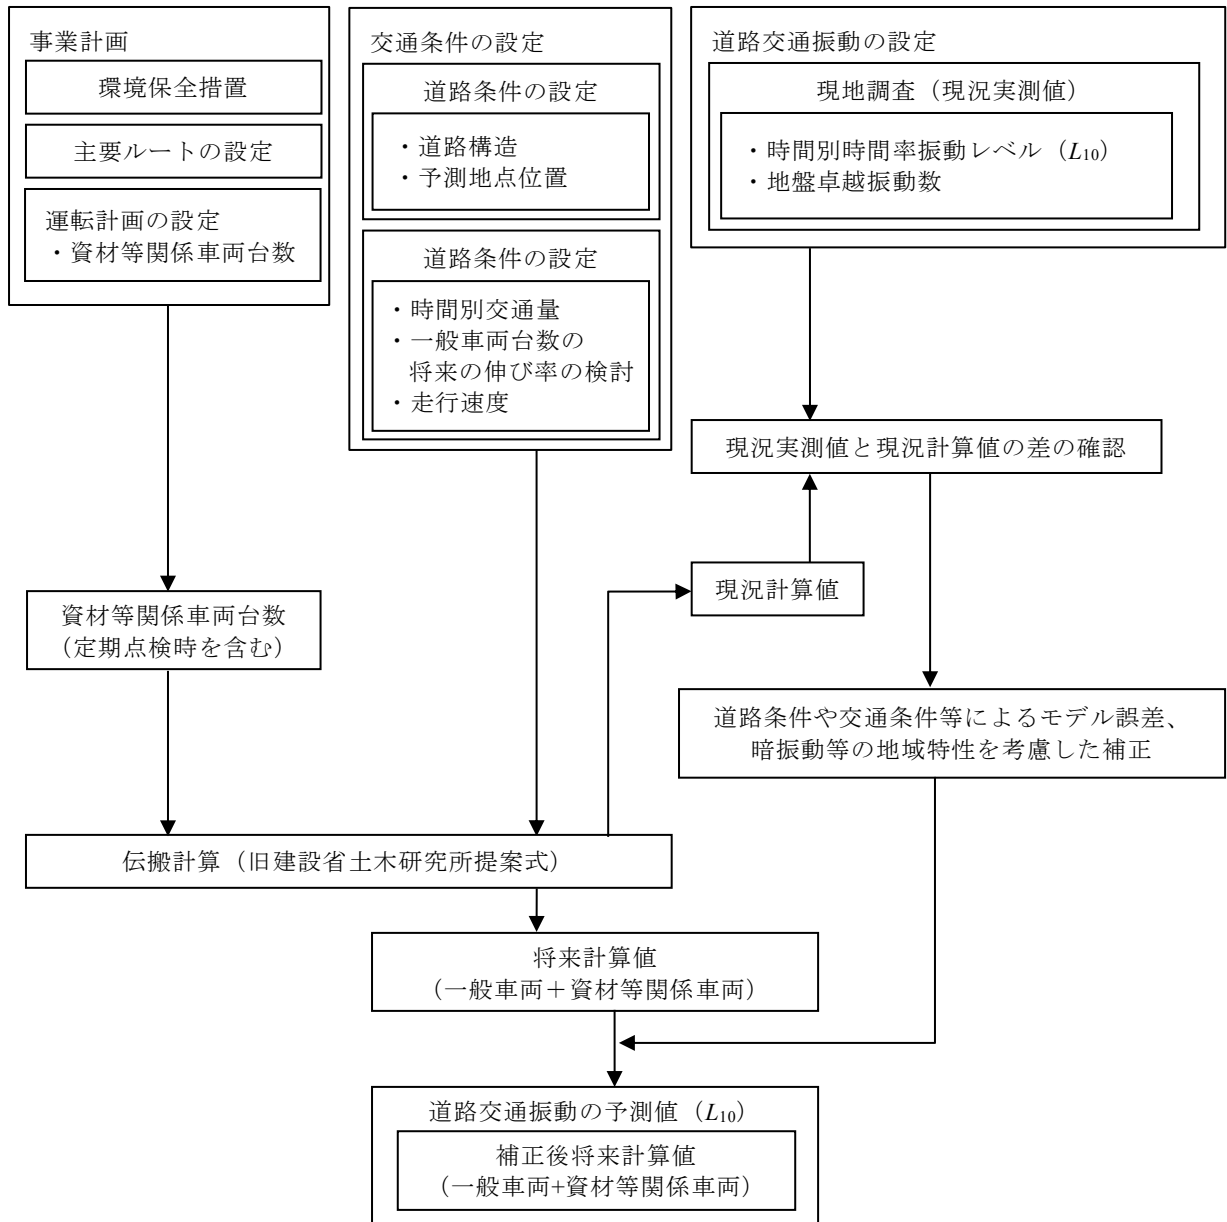 事業計画
環境保全措置
主要ルートの設定
運転計画の設定
・資材等関係車両台数
交通条件の設定
道路条件の設定
・道路構造
・予測地点位置
道路条件の設定
・時間別交通量
・一般車両台数の
将来の伸び率の検討
・走行速度
道路交通振動の設定
現地調査（現況実測値）
・時間別時間率振動レベル（L10）
・地盤卓越振動数
現況実測値と現況計算値の差の確認
現況計算値
資材等関係車両台数
（定期点検時を含む）
道路条件や交通条件等によるモデル誤差、
暗振動等の地域特性を考慮した補正
伝搬計算（旧建設省土木研究所提案式）
将来計算値
（一般車両＋資材等関係車両）
道路交通振動の予測値（L10）
補正後将来計算値
（一般車両+資材等関係車両）